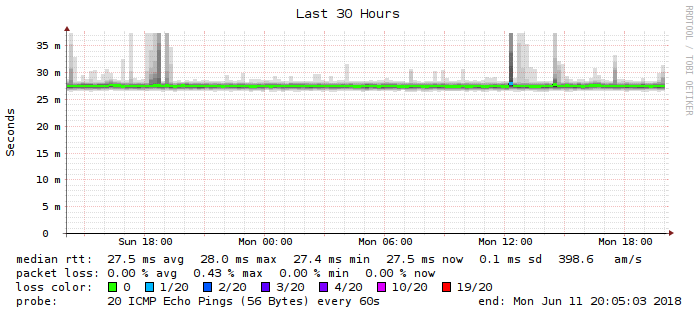 Last 30 Hours
RRDTOOL / TOBI OETIKER
Seconds
35 m
30 m
25 m
20 m
15 m
10 m
5 m
0
Sun 18:00 Mon 00:00 Mon 06:00 Mon 12:00 Mon 18:00
median rtt: 27.5 ms avg 28.0 ms max 27.4 ms min 27.5 ms now 0.1 ms sd 398.6 am/s
packet loss: 0.00 % avg 0.43 % max 0.00 % min 0.00 % now
loss color: 0 1/20 2/20 3/20 4/20 10/20 19/20
probe: 20 ICMP Echo Pings (56 Bytes) every 60s end: Mon Jun 11 20:05:03 2018